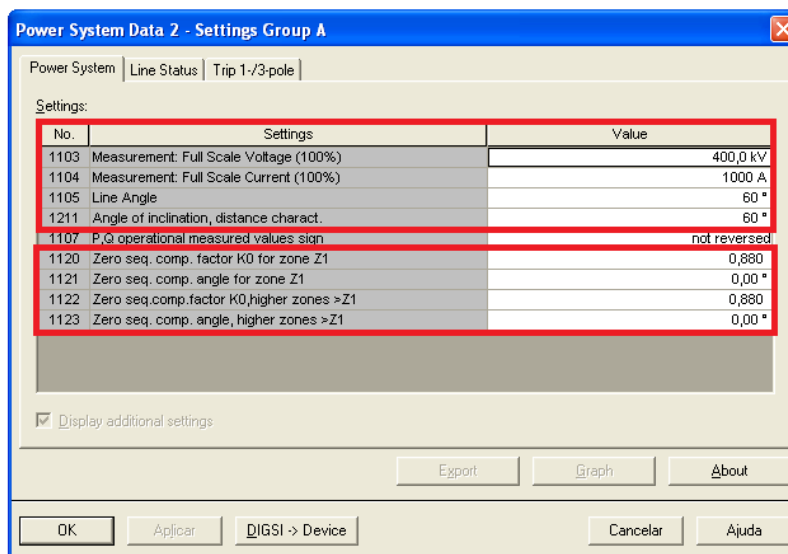 Power System Data 2 - Settings Group A
Power System Line Status Trip 1-/3-pole
Settings:
No. Settings Value
1103 Measurement: Full Scale Voltage (100%) 400,0 kV
1104 Measurement: Full Scale Current (100%) 1000 A
1105 Line Angle 60 °
1211 Angle of inclination, distance charact. 60 °
1107 P,Q operational measured values sign not reversed
1120 Zero seq. comp. factor K0 for zone Z1 0,880
1121 Zero seq. comp. angle for zone Z1 0,00 °
1122 Zero seq.comp.factor K0,higher zones >Z1 0,880
1123 Zero seq. comp. angle, higher zones >Z1 0,00 °
Display additional settings
Export Graph About
OK Aplicar DIGSI -> Device Cancelar Ajuda